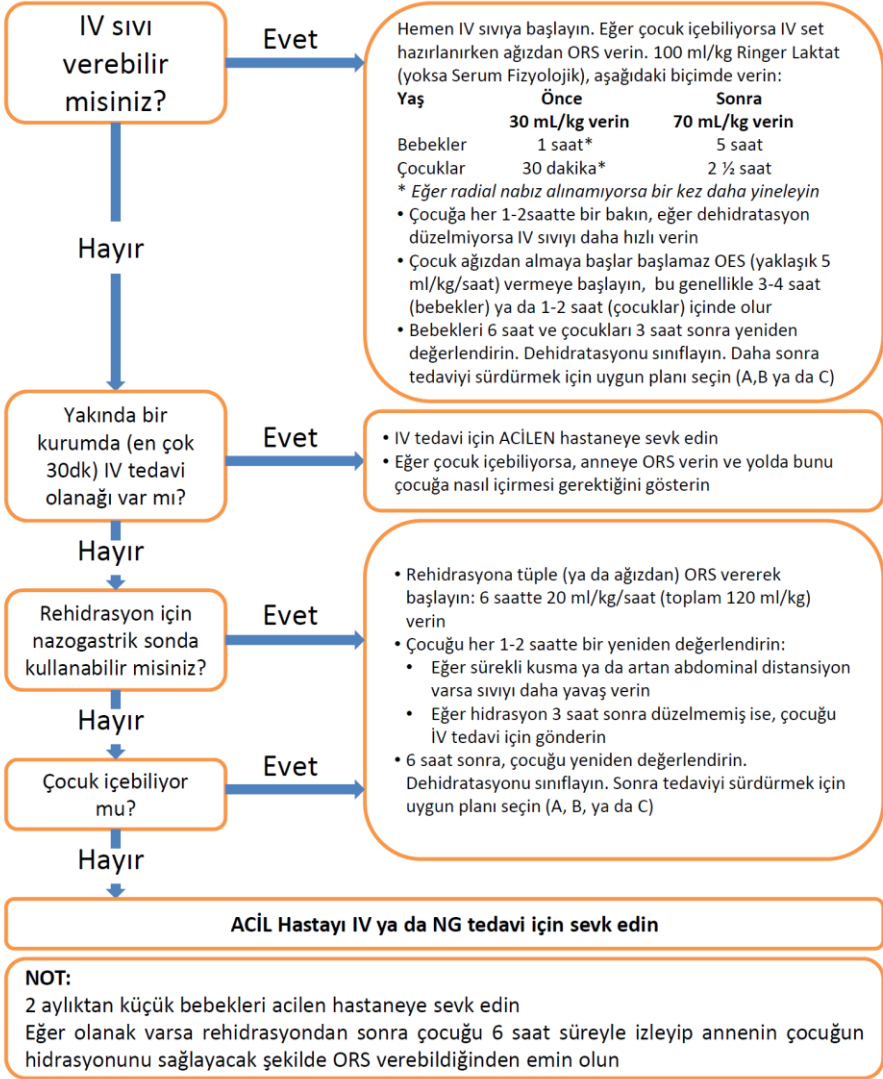 IV sıvı
verebilir
misiniz?
Evet
Hemen IV sıvıya başlayın. Eğer çocuk içebiliyorsa IV set
hazırlanırken ağızdan ORS verin. 100 ml/kg Ringer Laktat
(yoksa Serum Fizyolojik), aşağıdaki biçimde verin:
Yaş Önce Sonra
30 mL/kg verin 70 mL/kg verin
Bebekler 1 saat* 5 saat
Çocuklar 30 dakika* 2 ½ saat
* Eğer radial nabız alınamıyorsa bir kez daha yineleyin
• Çocuğa her 1-2saatte bir bakın, eğer dehidratasyon
düzelmiyorsa IV sıvıyı daha hızlı verin
• Çocuk ağızdan almaya başlar başlamaz OES (yaklaşık 5
ml/kg/saat) vermeye başlayın, bu genellikle 3-4 saat
(bebekler) ya da 1-2 saat (çocuklar) içinde olur
• Bebekleri 6 saat ve çocukları 3 saat sonra yeniden
değerlendirin. Dehidratasyonu sınıflayın. Daha sonra
tedaviyi sürdürmek için uygun planı seçin (A,B ya da C)
Hayır
Yakında bir
kurumda (en çok
30dk) IV tedavi
olanağı var mı?
Evet
• IV tedavi için ACİLEN hastaneye sevk edin
• Eğer çocuk içebiliyorsa, anneye ORS verin ve yolda bunu
çocuğa nasıl içirmesi gerektiğini gösterin
Hayır
Rehidrasyon için
nazogastrik sonda
kullanabilir misiniz?
Evet
• Rehidrasyona tüple (ya da ağızdan) ORS vererek
başlayın: 6 saatte 20 ml/kg/saat (toplam 120 ml/kg)
verin
• Çocuğu her 1-2 saatte bir yeniden değerlendirin:
• Eğer sürekli kusma ya da artan abdominal distansiyon
varsa sıvıyı daha yavaş verin
• Eğer hidrasyon 3 saat sonra düzelmemiş ise, çocuğu
İV tedavi için gönderin
• 6 saat sonra, çocuğu yeniden değerlendirin.
Dehidratasyonu sınıflayın. Sonra tedaviyi sürdürmek için
uygun planı seçin (A, B, ya da C)
Hayır
Çocuk içebiliyor
mu?
Evet
Hayır
ACİL Hastayı IV ya da NG tedavi için sevk edin
NOT:
2 aylıktan küçük bebekleri acilen hastaneye sevk edin
Eğer olanak varsa rehidrasyondan sonra çocuğu 6 saat süreyle izleyip annenin çocuğun
hidrasyonunu sağlayacak şekilde ORS verebildiğinden emin olun